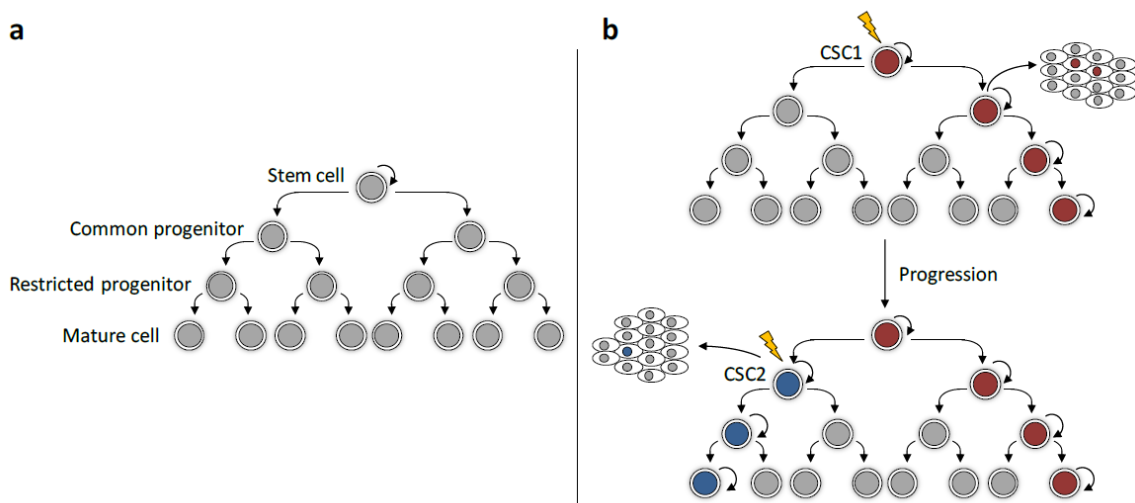 a
Stem cell
Common progenitor
Restricted progenitor
Mature cell
b
CSC1
Progression
CSC2